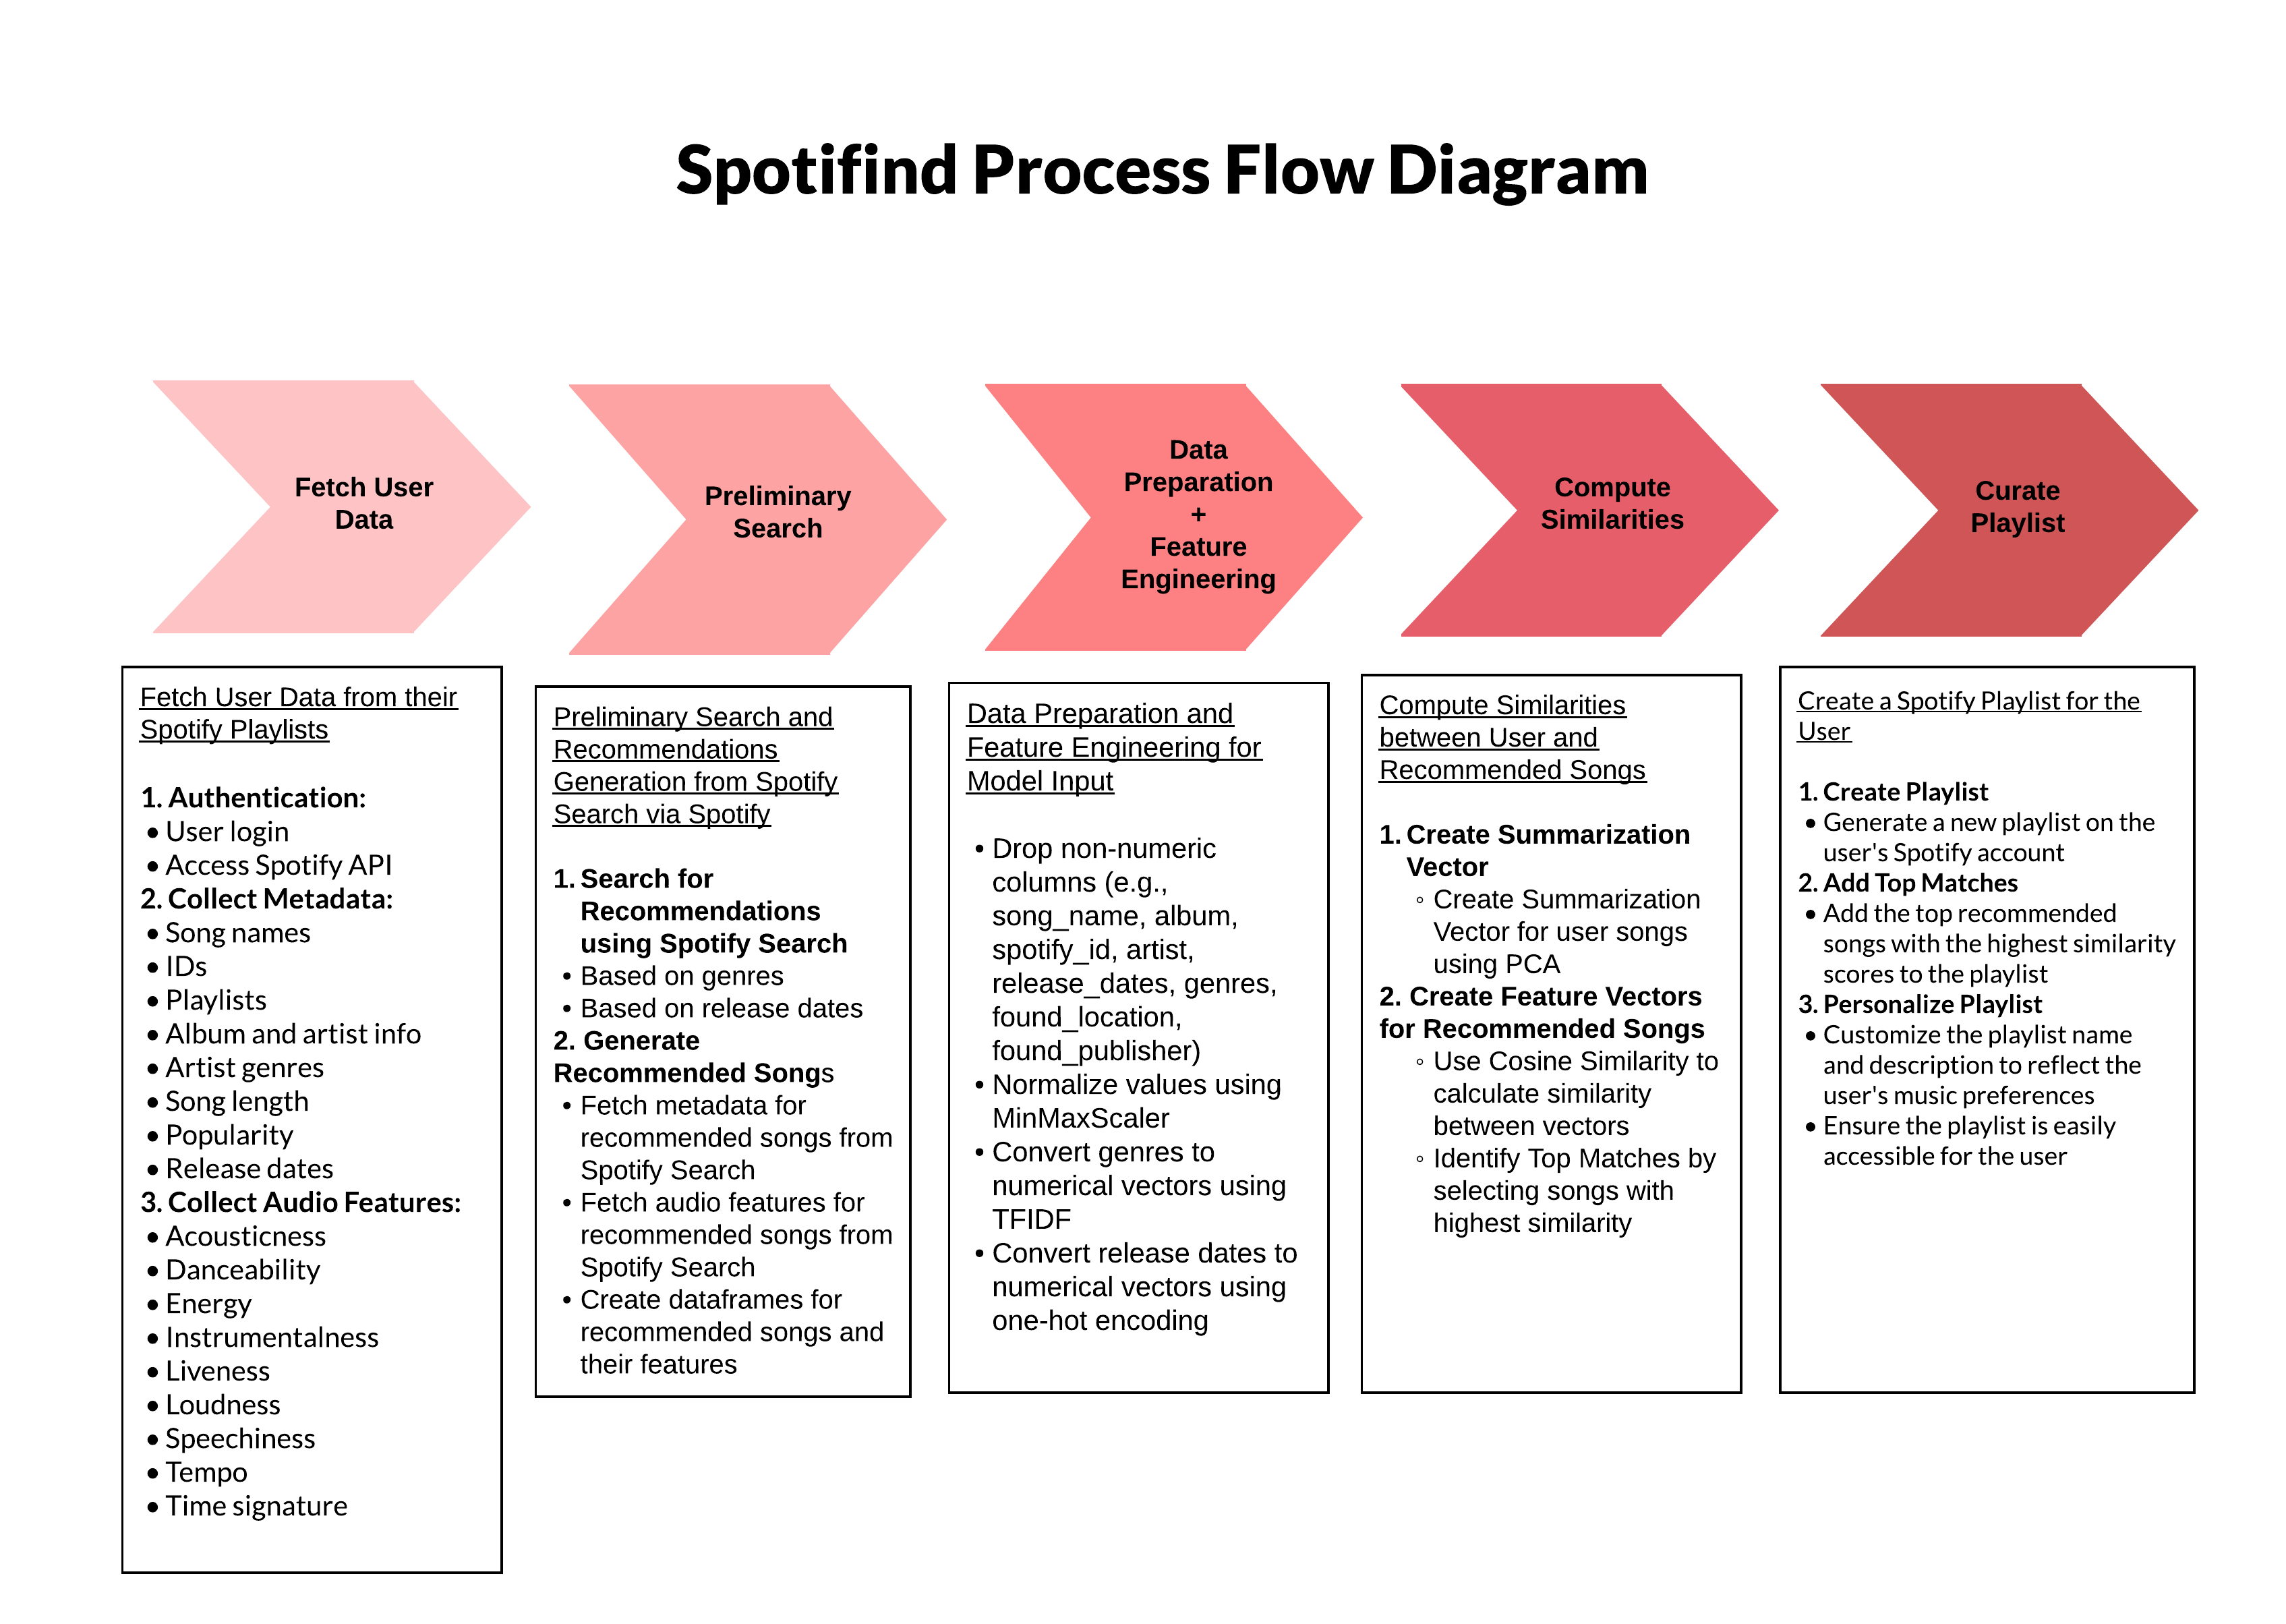 Spotifind Process Flow Diagram
Fetch User
Data
Preliminary
Search
Data
Preparation
+
Feature
Engineering
Compute
Similarities
Curate
Playlist
Fetch User Data from their
Spotify Playlists
1. Authentication:
• User login
• Access Spotify API
2. Collect Metadata:
• Song names
• IDs
• Playlists
• Album and artist info
• Artist genres
• Song length
• Popularity
• Release dates
3. Collect Audio Features:
• Acousticness
• Danceability
• Energy
• Instrumentalness
• Liveness
• Loudness
• Speechiness
• Tempo
• Time signature
Preliminary Search and
Recommendations
Generation from Spotify
Search via Spotify
1. Search for
Recommendations
using Spotify Search
• Based on genres
• Based on release dates
2. Generate
Recommended Songs
• Fetch metadata for
recommended songs from
Spotify Search
• Fetch audio features for
recommended songs from
Spotify Search
• Create dataframes for
recommended songs and
their features
Data Preparation and
Feature Engineering for
Model Input
• Drop non-numeric
columns (e.g.,
song_name, album,
spotify_id, artist,
release_dates, genres,
found_location,
found_publisher)
• Normalize values using
MinMaxScaler
• Convert genres to
numerical vectors using
TFIDF
• Convert release dates to
numerical vectors using
one-hot encoding
Compute Similarities
between User and
Recommended Songs
1. Create Summarization
Vector
◦ Create Summarization
Vector for user songs
using PCA
2. Create Feature Vectors
for Recommended Songs
◦ Use Cosine Similarity to
calculate similarity
between vectors
◦ Identify Top Matches by
selecting songs with
highest similarity
Create a Spotify Playlist for the
User
1. Create Playlist
• Generate a new playlist on the
user's Spotify account
2. Add Top Matches
• Add the top recommended
songs with the highest similarity
scores to the playlist
3. Personalize Playlist
• Customize the playlist name
and description to reflect the
user's music preferences
• Ensure the playlist is easily
accessible for the user